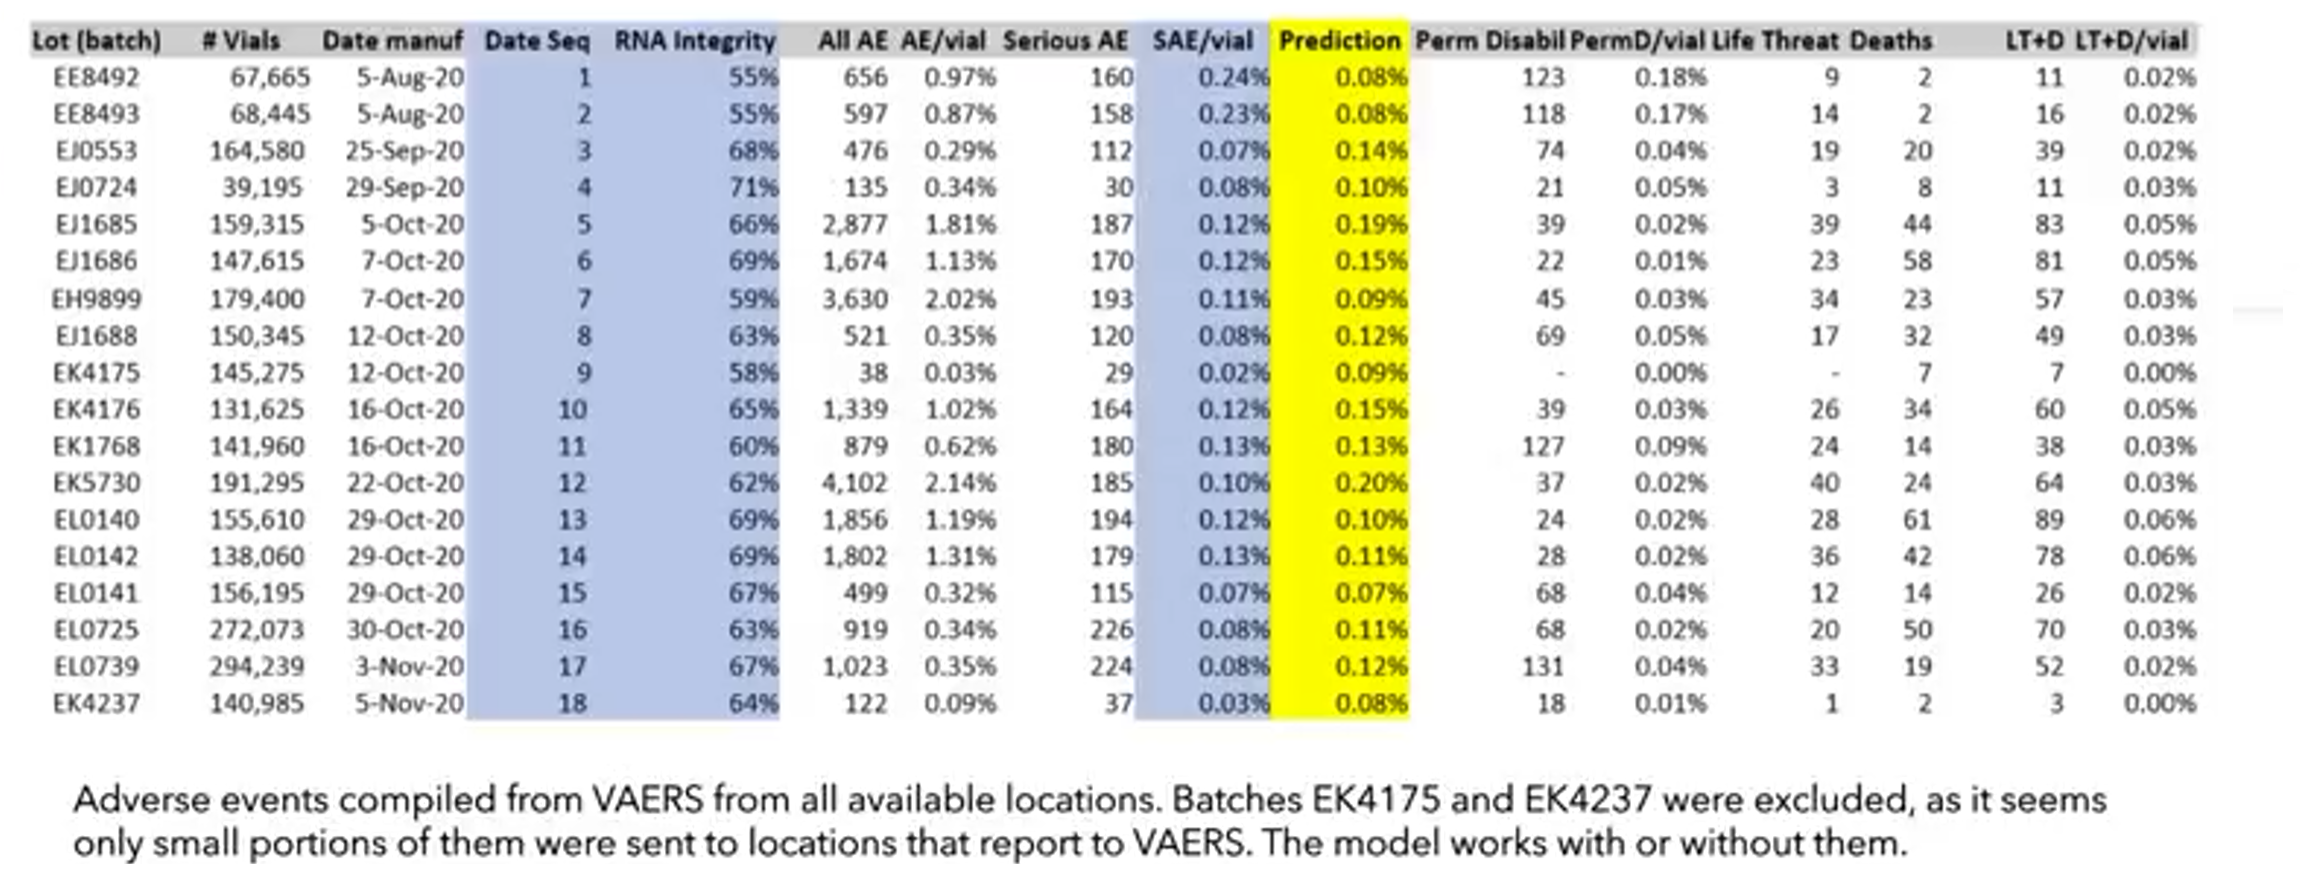 Lot (batch) # Vials Date manuf Date Seq RNA Integrity All AE AE/vial Serious AE SAE/vial Prediction Perm Disabil PermD/vial Life Threat Deaths LT+D LT+D/vial
EE8492 67,665 5-Aug-20 1 55% 656 0.97% 160 0.24% 0.08% 123 0.18% 9 2 11 0.02%
EE8493 68,445 5-Aug-20 2 55% 597 0.87% 158 0.23% 0.08% 118 0.17% 14 2 16 0.02%
EJ0553 164,580 25-Sep-20 3 68% 476 0.29% 112 0.07% 0.14% 74 0.04% 19 20 39 0.02%
EJ0724 39,195 29-Sep-20 4 71% 135 0.34% 30 0.08% 0.10% 21 0.05% 3 8 11 0.03%
EJ1685 159,315 5-Oct-20 5 66% 2,877 1.81% 187 0.12% 0.19% 39 0.02% 39 44 83 0.05%
EJ1686 147,615 7-Oct-20 6 69% 1,674 1.13% 170 0.12% 0.15% 22 0.01% 23 58 81 0.05%
EH9899 179,400 7-Oct-20 7 59% 3,630 2.02% 193 0.11% 0.09% 45 0.03% 34 23 57 0.03%
EJ1688 150,345 12-Oct-20 8 63% 521 0.35% 120 0.08% 0.12% 69 0.05% 17 32 49 0.03%
EK4175 145,275 12-Oct-20 9 58% 38 0.03% 29 0.02% 0.09% - 0.00% - 7 7 0.00%
EK4176 131,625 16-Oct-20 10 65% 1,339 1.02% 164 0.12% 0.15% 39 0.03% 26 34 60 0.05%
EK1768 141,960 16-Oct-20 11 60% 879 0.62% 180 0.13% 0.13% 127 0.09% 24 14 38 0.03%
EK5730 191,295 22-Oct-20 12 62% 4,102 2.14% 185 0.10% 0.20% 37 0.02% 40 24 64 0.03%
EL0140 155,610 29-Oct-20 13 69% 1,856 1.19% 194 0.12% 0.10% 24 0.02% 28 61 89 0.06%
EL0142 138,060 29-Oct-20 14 69% 1,802 1.31% 179 0.13% 0.11% 28 0.02% 36 42 78 0.06%
EL0141 156,195 29-Oct-20 15 67% 499 0.32% 115 0.07% 0.07% 68 0.04% 12 14 26 0.02%
EL0725 272,073 30-Oct-20 16 63% 919 0.34% 226 0.08% 0.11% 68 0.02% 20 50 70 0.03%
EL0739 294,239 3-Nov-20 17 67% 1,023 0.35% 224 0.08% 0.12% 131 0.04% 33 19 52 0.02%
EK4237 140,985 5-Nov-20 18 64% 122 0.09% 37 0.03% 0.08% 18 0.01% 1 2 3 0.00%
Adverse events compiled from VAERS from all available locations. Batches EK4175 and EK4237 were excluded, as it seems
only small portions of them were sent to locations that report to VAERS. The model works with or without them.